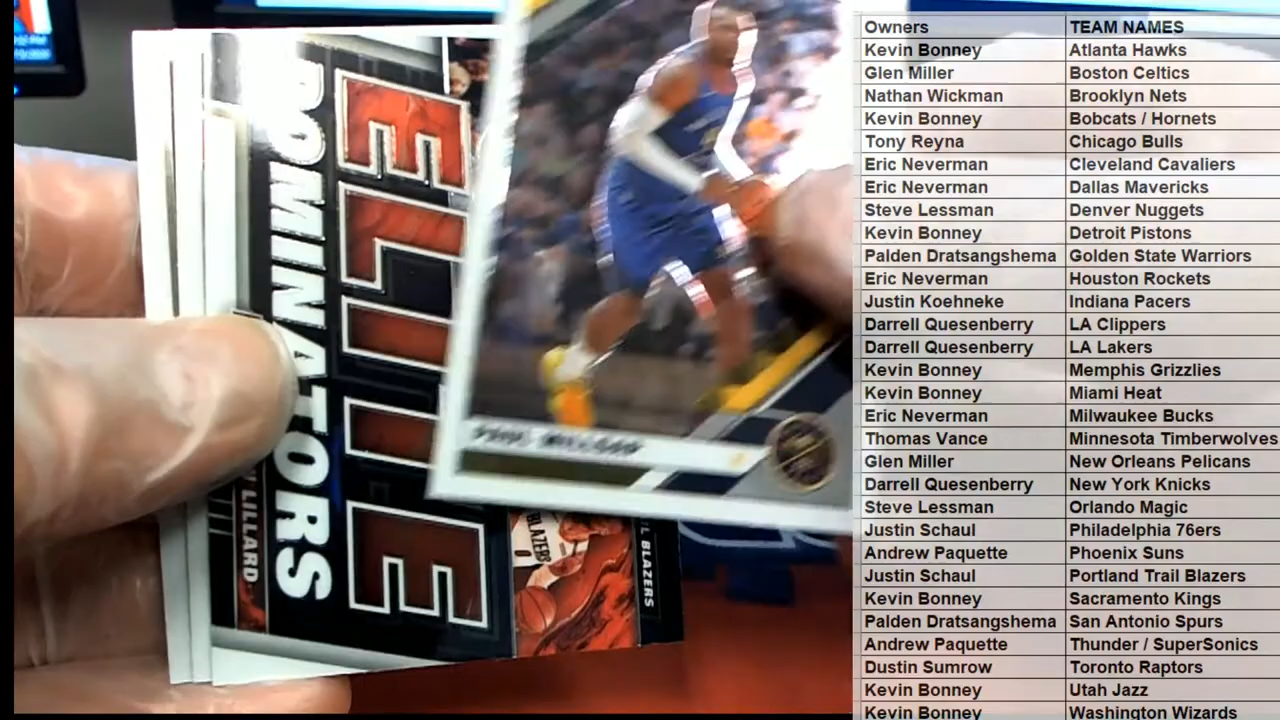 ELITE
DOMINATORS
LILLARD
BLAZERS
0
L BLAZERS
Owners TEAM NAMES
Kevin Bonney Atlanta Hawks
Glen Miller Boston Celtics
Nathan Wickman Brooklyn Nets
Kevin Bonney Bobcats / Hornets
Tony Reyna Chicago Bulls
Eric Neverman Cleveland Cavaliers
Eric Neverman Dallas Mavericks
Steve Lessman Denver Nuggets
Kevin Bonney Detroit Pistons
Palden Dratsangshema Golden State Warriors
Eric Neverman Houston Rockets
Justin Koehneke Indiana Pacers
Darrell Quesenberry LA Clippers
Darrell Quesenberry LA Lakers
Kevin Bonney Memphis Grizzlies
Kevin Bonney Miami Heat
Eric Neverman Milwaukee Bucks
Thomas Vance Minnesota Timberwolves
Glen Miller New Orleans Pelicans
Darrell Quesenberry New York Knicks
Steve Lessman Orlando Magic
Justin Schaul Philadelphia 76ers
Andrew Paquette Phoenix Suns
Justin Schaul Portland Trail Blazers
Kevin Bonney Sacramento Kings
Palden Dratsangshema San Antonio Spurs
Andrew Paquette Thunder / SuperSonics
Dustin Sumrow Toronto Raptors
Kevin Bonney Utah Jazz
Kevin Bonney Washington Wizards